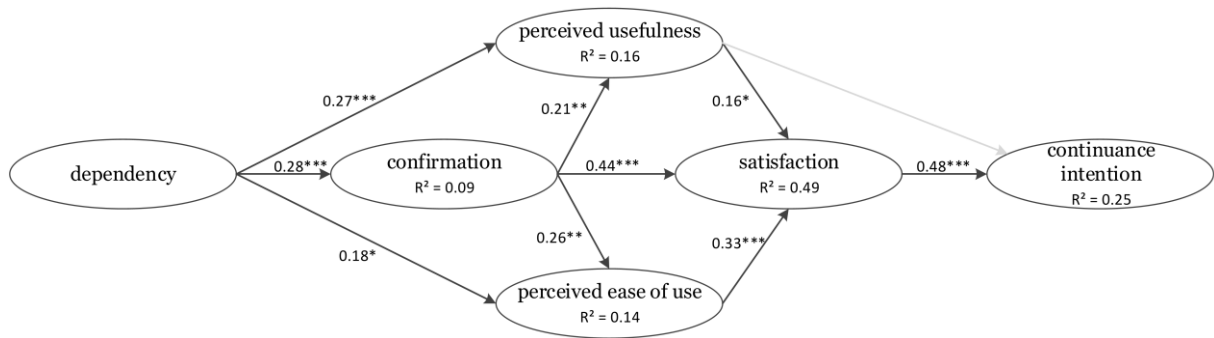 perceived usefulness
R² = 0.16
0.27***
0.21**
0.16*
dependency
0.28***
confirmation
R² = 0.09
0.44***
satisfaction
R² = 0.49
0.48***
continuance
intention
R² = 0.25
0.18*
0.26**
0.33***
perceived ease of use
R² = 0.14